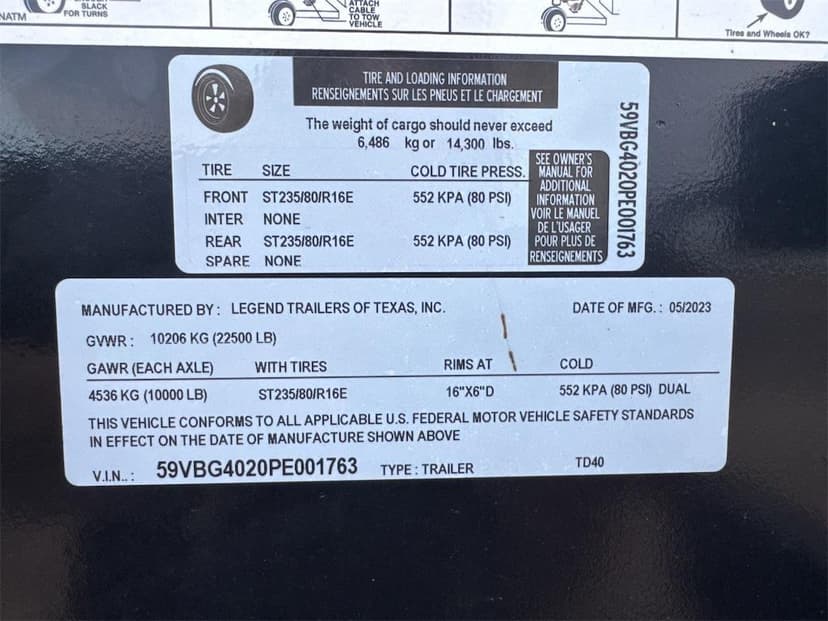 NATM
SLACK
FOR TURNS
ATTACH
CABLE
TO TOW
VEHICLE
Tires and Wheels OK?
TIRE AND LOADING INFORMATION
RENSEIGNEMENTS SUR LES PNEUS ET LE CHARGEMENT
The weight of cargo should never exceed
6,486 kg or 14,300 lbs.
TIRE SIZE COLD TIRE PRESS.
FRONT ST235/80/R16E 552 KPA (80 PSI)
INTER NONE
REAR ST235/80/R16E 552 KPA (80 PSI)
SPARE NONE
SEE OWNER'S
MANUAL FOR
ADDITIONAL
INFORMATION
VOIR LE MANUEL
DE L'USAGER
POUR PLUS DE
RENSEIGNEMENTS
59VBG4020PE001763
MANUFACTURED BY : LEGEND TRAILERS OF TEXAS, INC. DATE OF MFG. : 05/2023
GVWR : 10206 KG (22500 LB)
GAWR (EACH AXLE) WITH TIRES RIMS AT COLD
4536 KG (10000 LB) ST235/80/R16E 16"X6"D 552 KPA (80 PSI) DUAL
THIS VEHICLE CONFORMS TO ALL APPLICABLE U.S. FEDERAL MOTOR VEHICLE SAFETY STANDARDS
IN EFFECT ON THE DATE OF MANUFACTURE SHOWN ABOVE
V.I.N.. : 59VBG4020PE001763 TYPE : TRAILER TD40